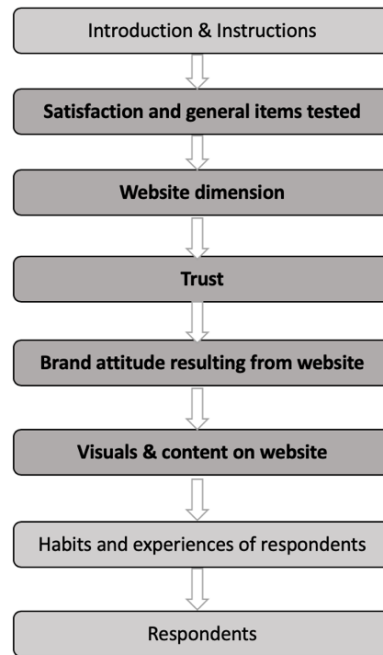 Introduction & Instructions
Satisfaction and general items tested
Website dimension
Trust
Brand attitude resulting from website
Visuals & content on website
Habits and experiences of respondents
Respondents